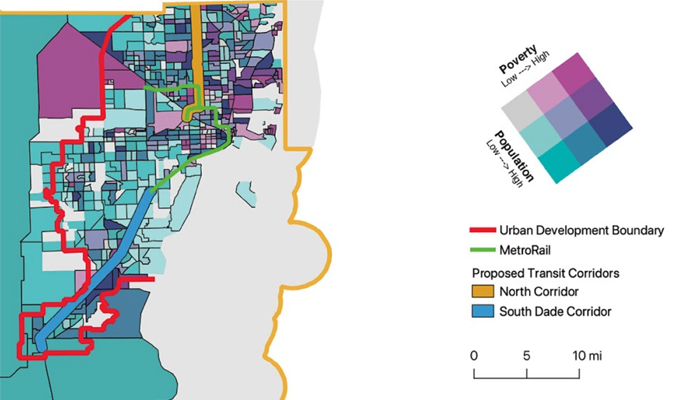 Poverty
Low ---> High
Population
Low ---> High
Urban Development Boundary
MetroRail
Proposed Transit Corridors
North Corridor
South Dade Corridor
0 5 10 mi